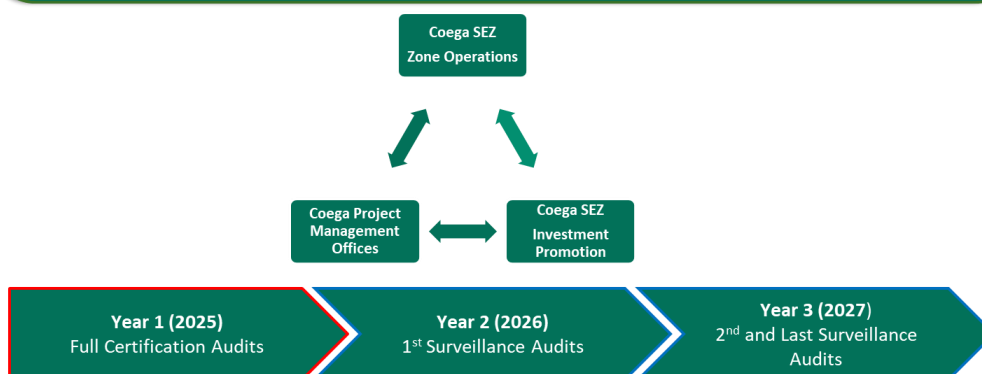 Coega SEZ
Zone Operations
Coega Project
Management
Offices
Coega SEZ
Investment
Promotion
Year 1 (2025)
Full Certification Audits
Year 2 (2026)
1st Surveillance Audits
Year 3 (2027)
2nd and Last Surveillance
Audits